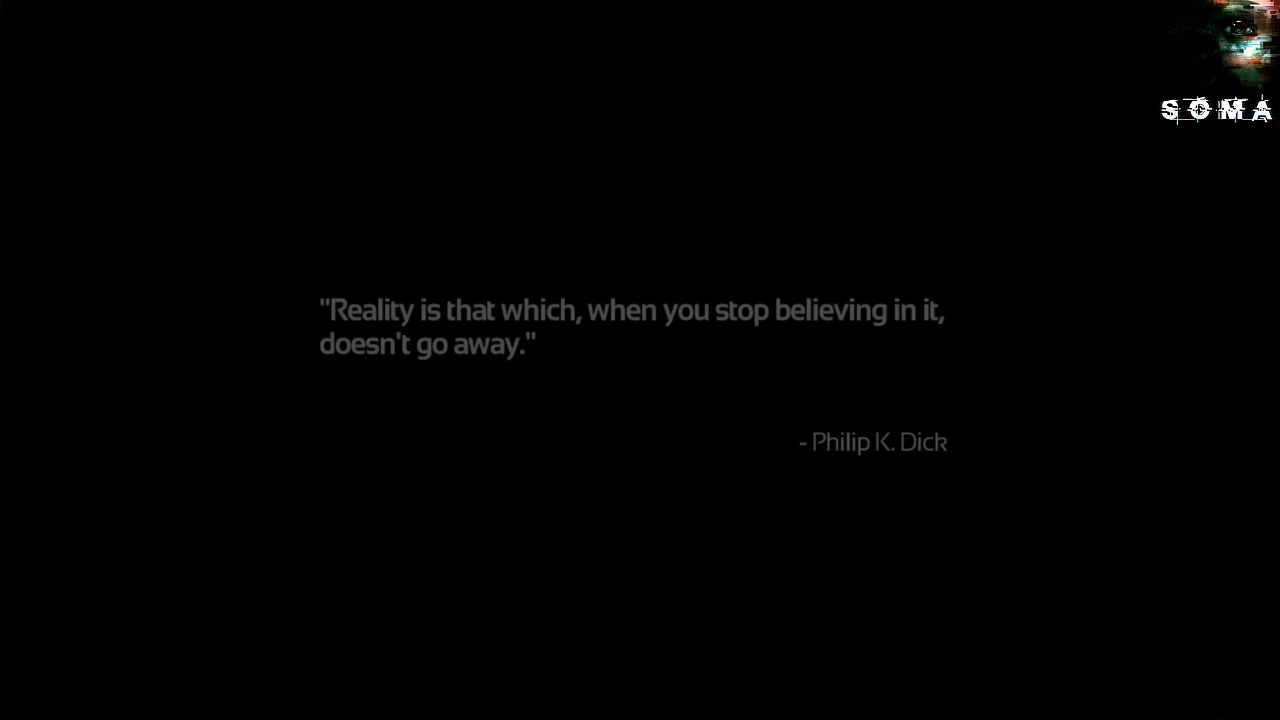 SOMA
"Reality is that which, when you stop believing in it,
doesn't go away."
- Philip K. Dick